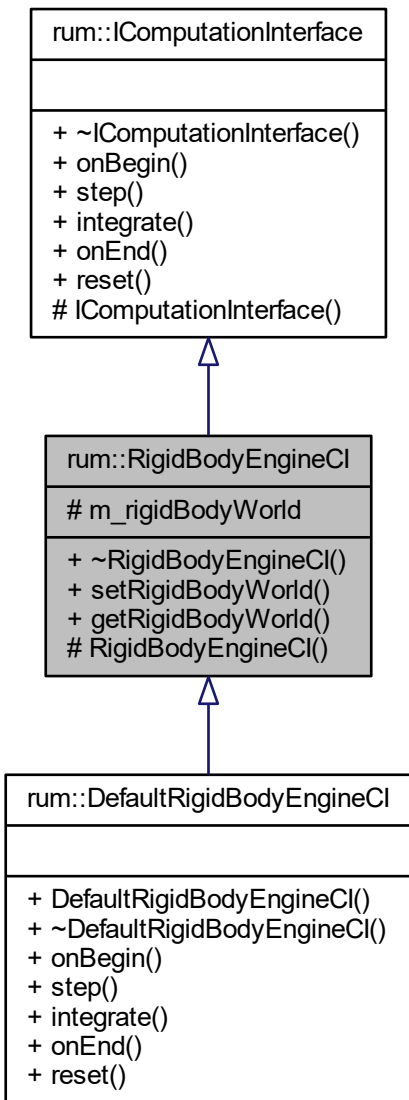 rum::IComputationInterface
+ ~IComputationInterface()
+ onBegin()
+ step()
+ integrate()
+ onEnd()
+ reset()
# IComputationInterface()
rum::RigidBodyEngineCI
# m_rigidBodyWorld
+ ~RigidBodyEngineCI()
+ setRigidBodyWorld()
+ getRigidBodyWorld()
# RigidBodyEngineCI()
rum::DefaultRigidBodyEngineCI
+ DefaultRigidBodyEngineCI()
+ ~DefaultRigidBodyEngineCI()
+ onBegin()
+ step()
+ integrate()
+ onEnd()
+ reset()